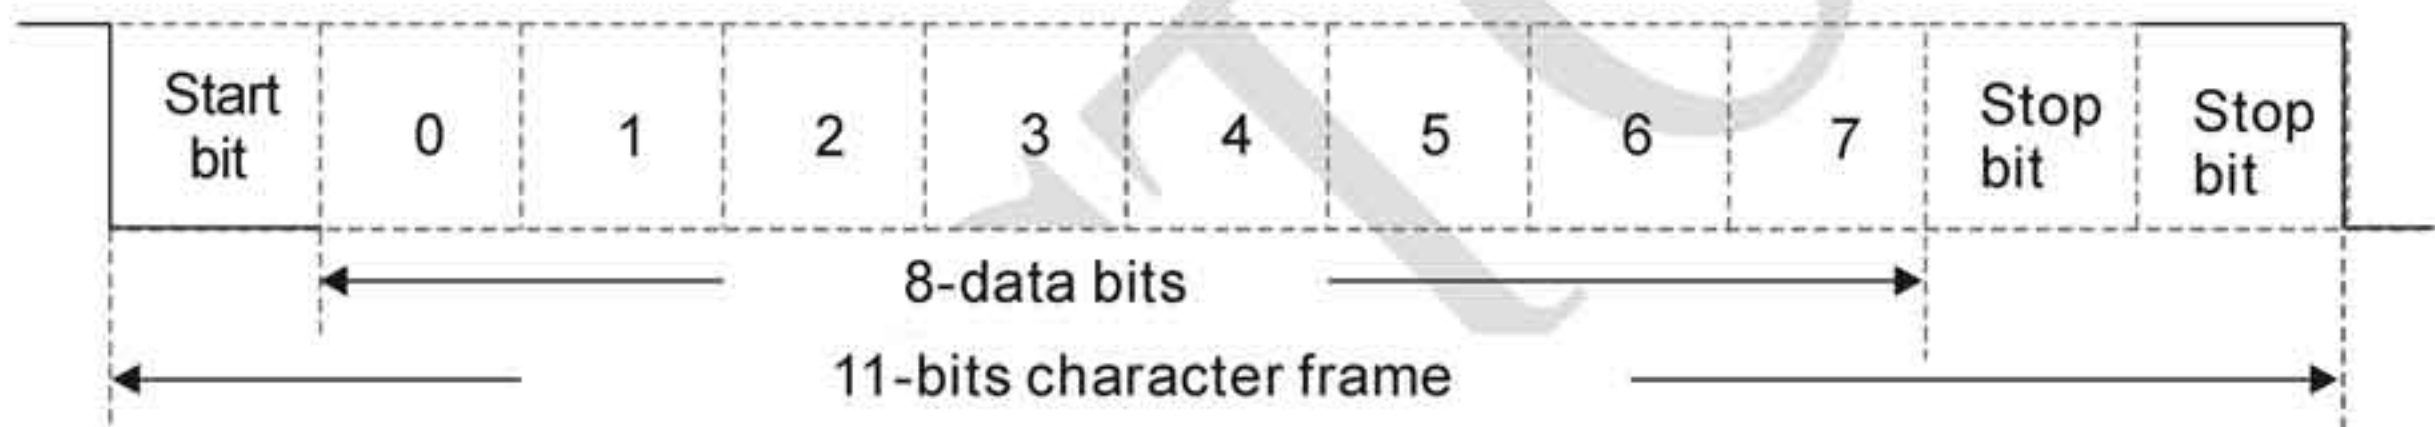 Start
bit
0
1
2
3
4
5
6
7
Stop
bit
Stop
bit
8-data bits
11-bits character frame